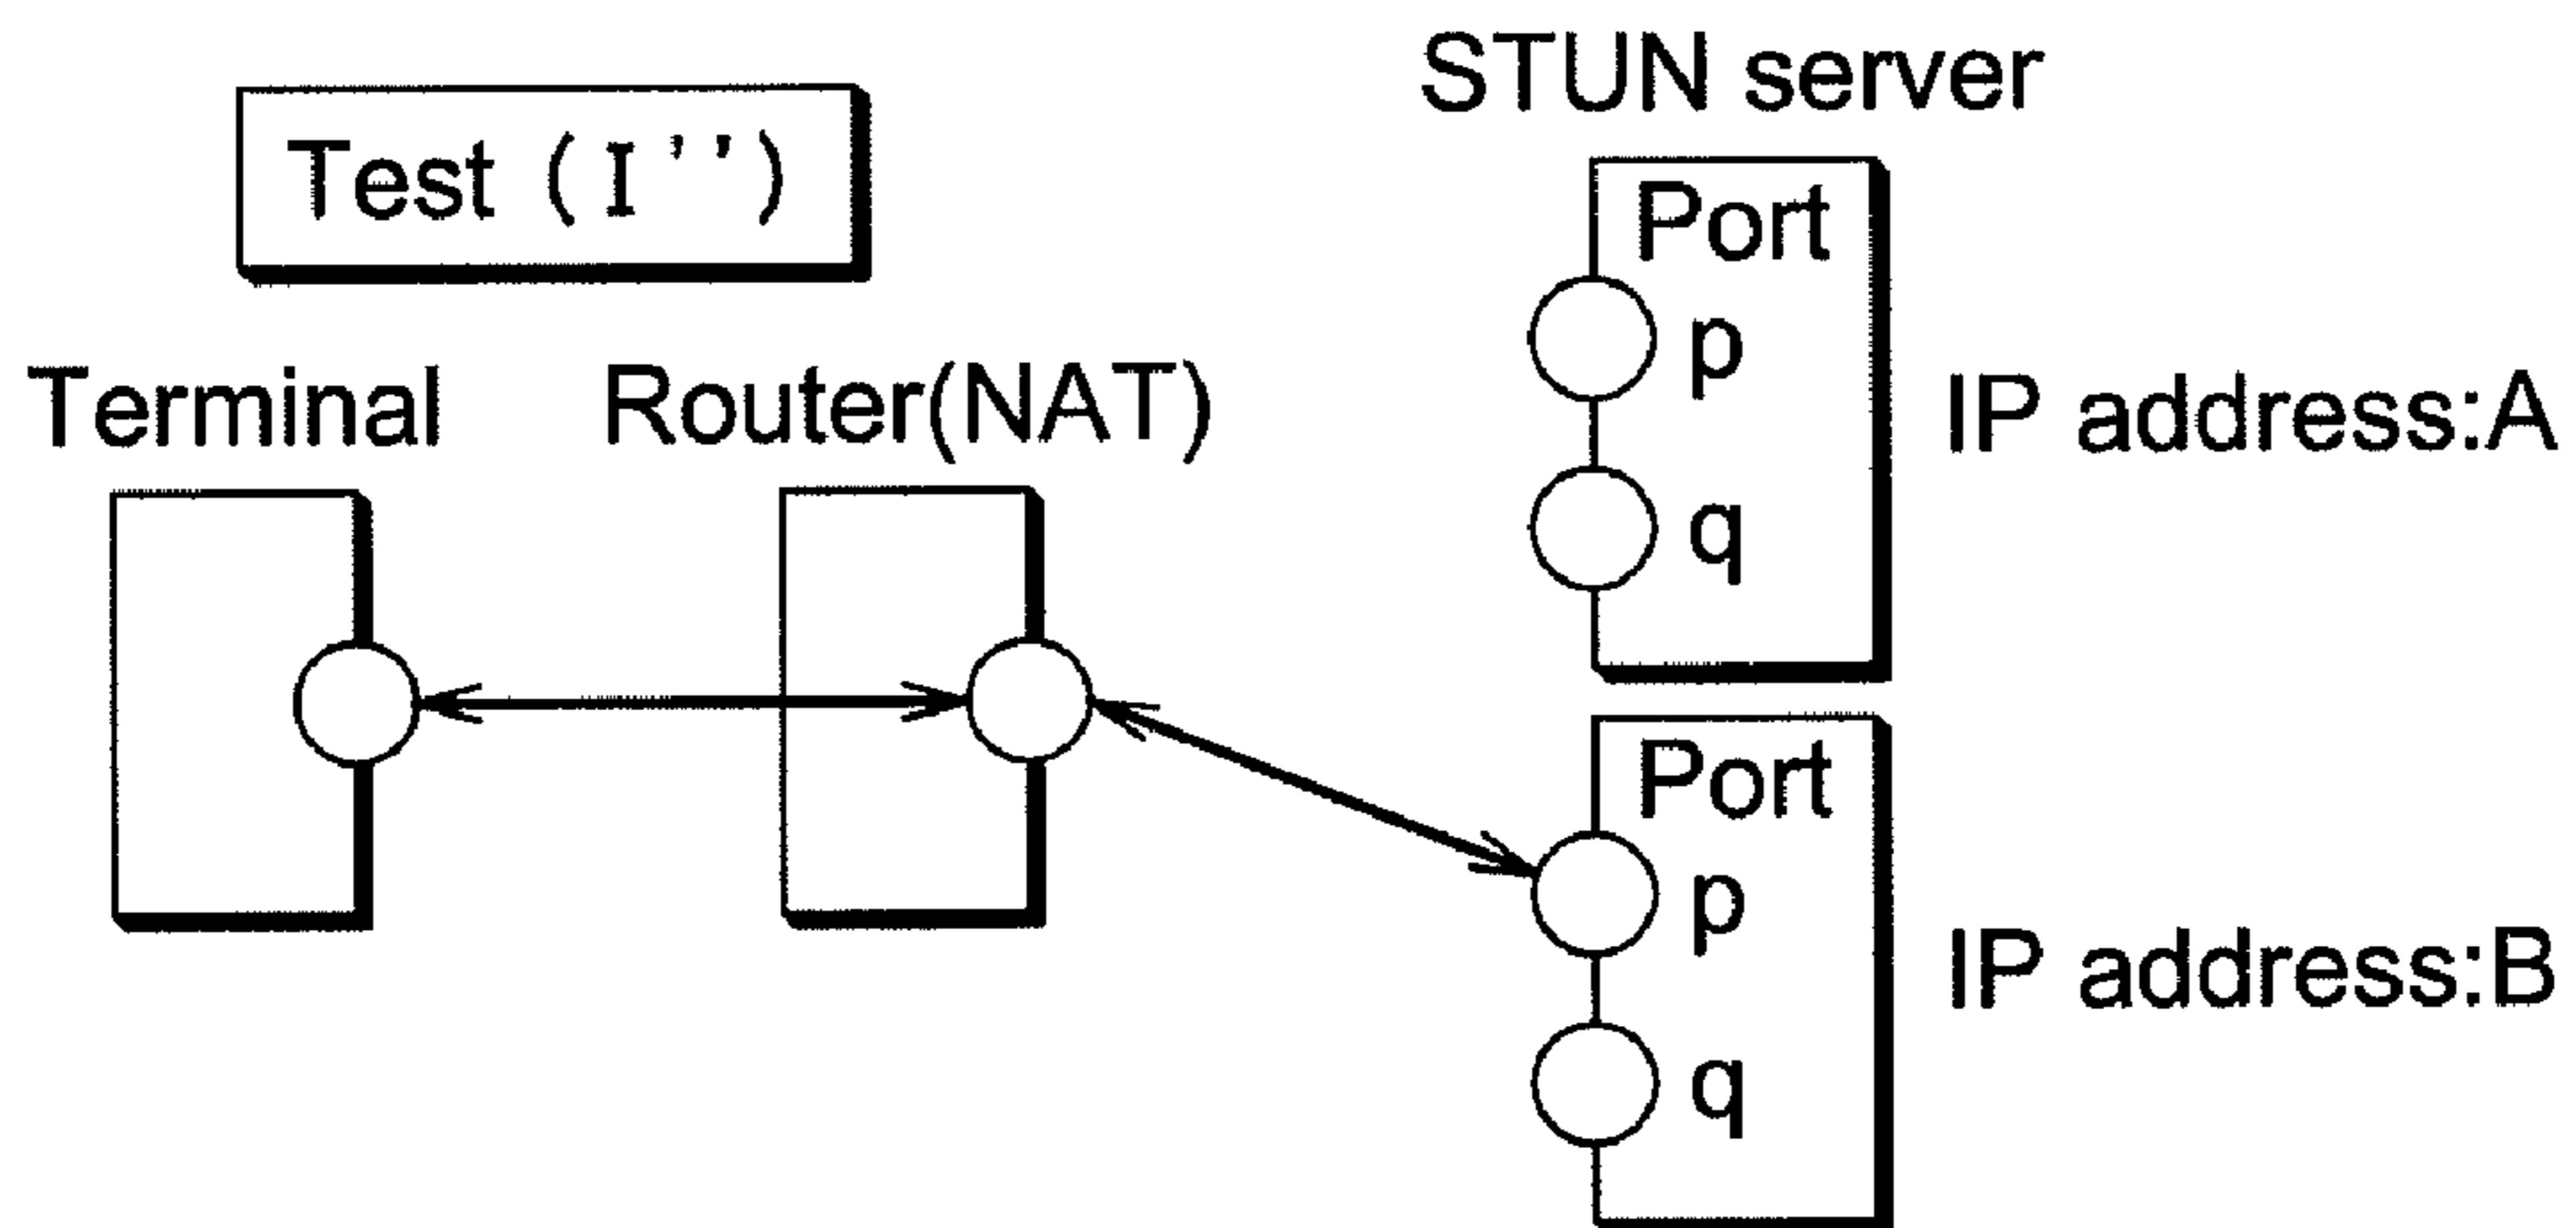 STUN server
Test (I'')
Port
p
Terminal
Router(NAT)
IP address:A
q
Port
p
IP address:B
q